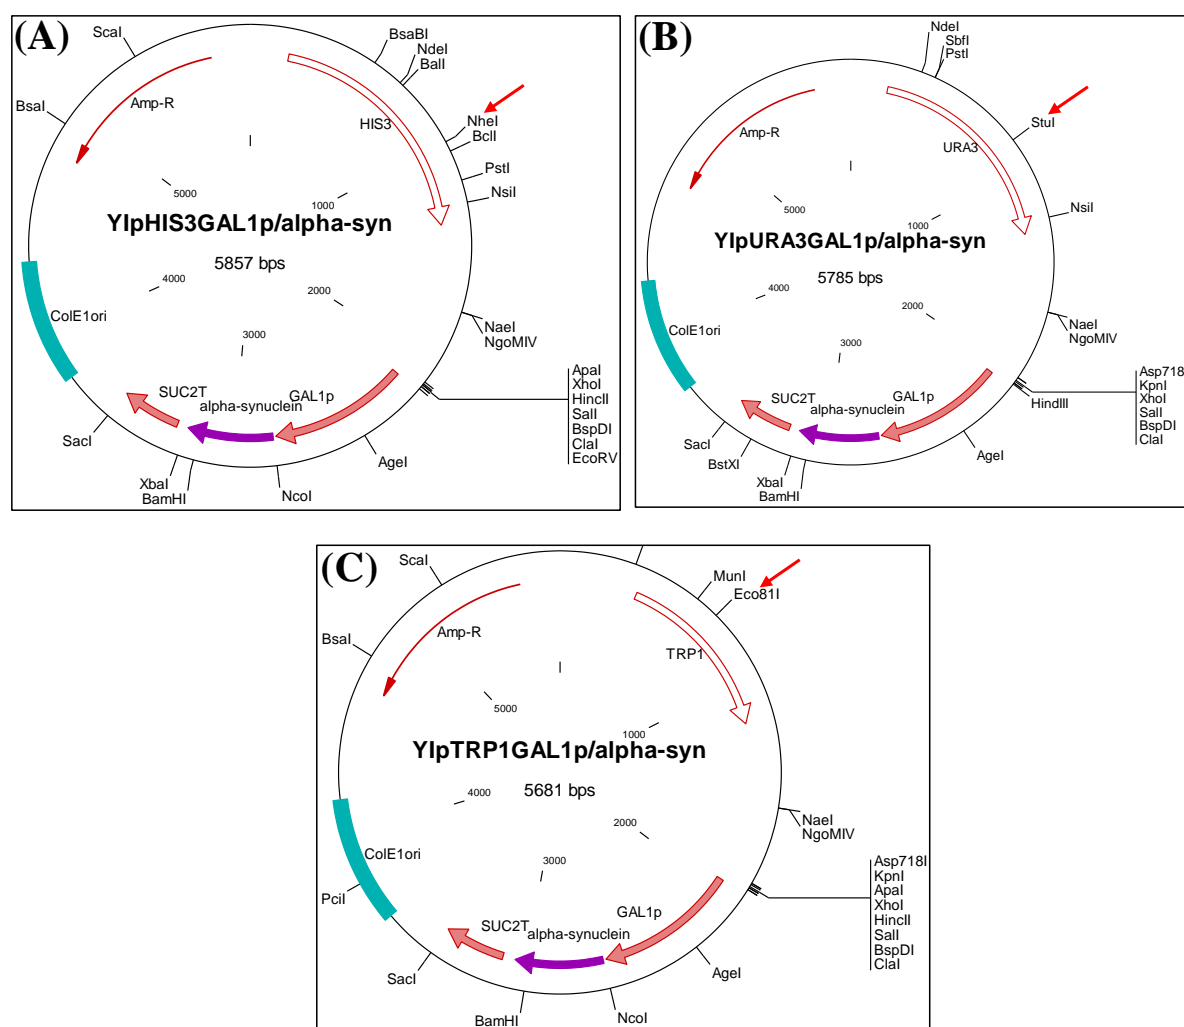 (A)
ScaI
BsaBI
NdeI
BalI
BsaI
Amp-R
HIS3
NheI
BclI
PstI
NsiI
5000
1000
YIpHIS3GAL1p/alpha-syn
5857 bps
4000
2000
ColE1ori
3000
SUC2T
alpha-synuclein
GAL1p
ApaI
XhoI
HincII
SalI
BspDI
ClaI
EcoRV
SacI
AgeI
XbaI
BamHI
NcoI
(B)
NdeI
SbfI
PstI
Amp-R
StuI
URA3
NsiI
5000
1000
YIpURA3GAL1p/alpha-syn
5785 bps
4000
2000
NaeI
NgoMIV
ColE1ori
3000
SUC2T
alpha-synuclein
GAL1p
HindIII
Asp718I
KpnI
XhoI
SalI
BspDI
ClaI
SacI
BstXI
AgeI
XbaI
BamHI
NaeI
NgoMIV
(C)
ScaI
MunI
Eco81I
BsaI
Amp-R
TRP1
5000
1000
YIpTRP1GAL1p/alpha-syn
5681 bps
4000
2000
NaeI
NgoMIV
ColE1ori
3000
PciI
SUC2T
alpha-synuclein
GAL1p
Asp718I
KpnI
ApaI
XhoI
HincII
SalI
BspDI
ClaI
SacI
AgeI
BamHI
NcoI